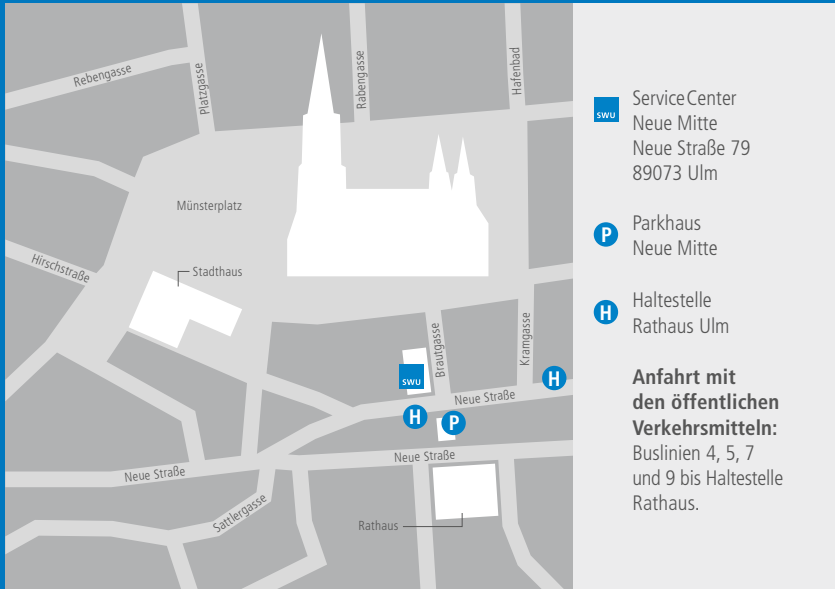 Rebengasse
Platzgasse
Rabengasse
Hafenbad
Münsterplatz
Hirschstraße
Stadthaus
Brautgasse
Kramgasse
swu
H
Neue Straße
H
P
Neue Straße
Neue Straße
Sattlergasse
Rathaus
swu
ServiceCenter
Neue Mitte
Neue Straße 79
89073 Ulm
P
Parkhaus
Neue Mitte
H
Haltestelle
Rathaus Ulm
Anfahrt mit
den öffentlichen
Verkehrsmitteln:
Buslinien 4, 5, 7
und 9 bis Haltestelle
Rathaus.